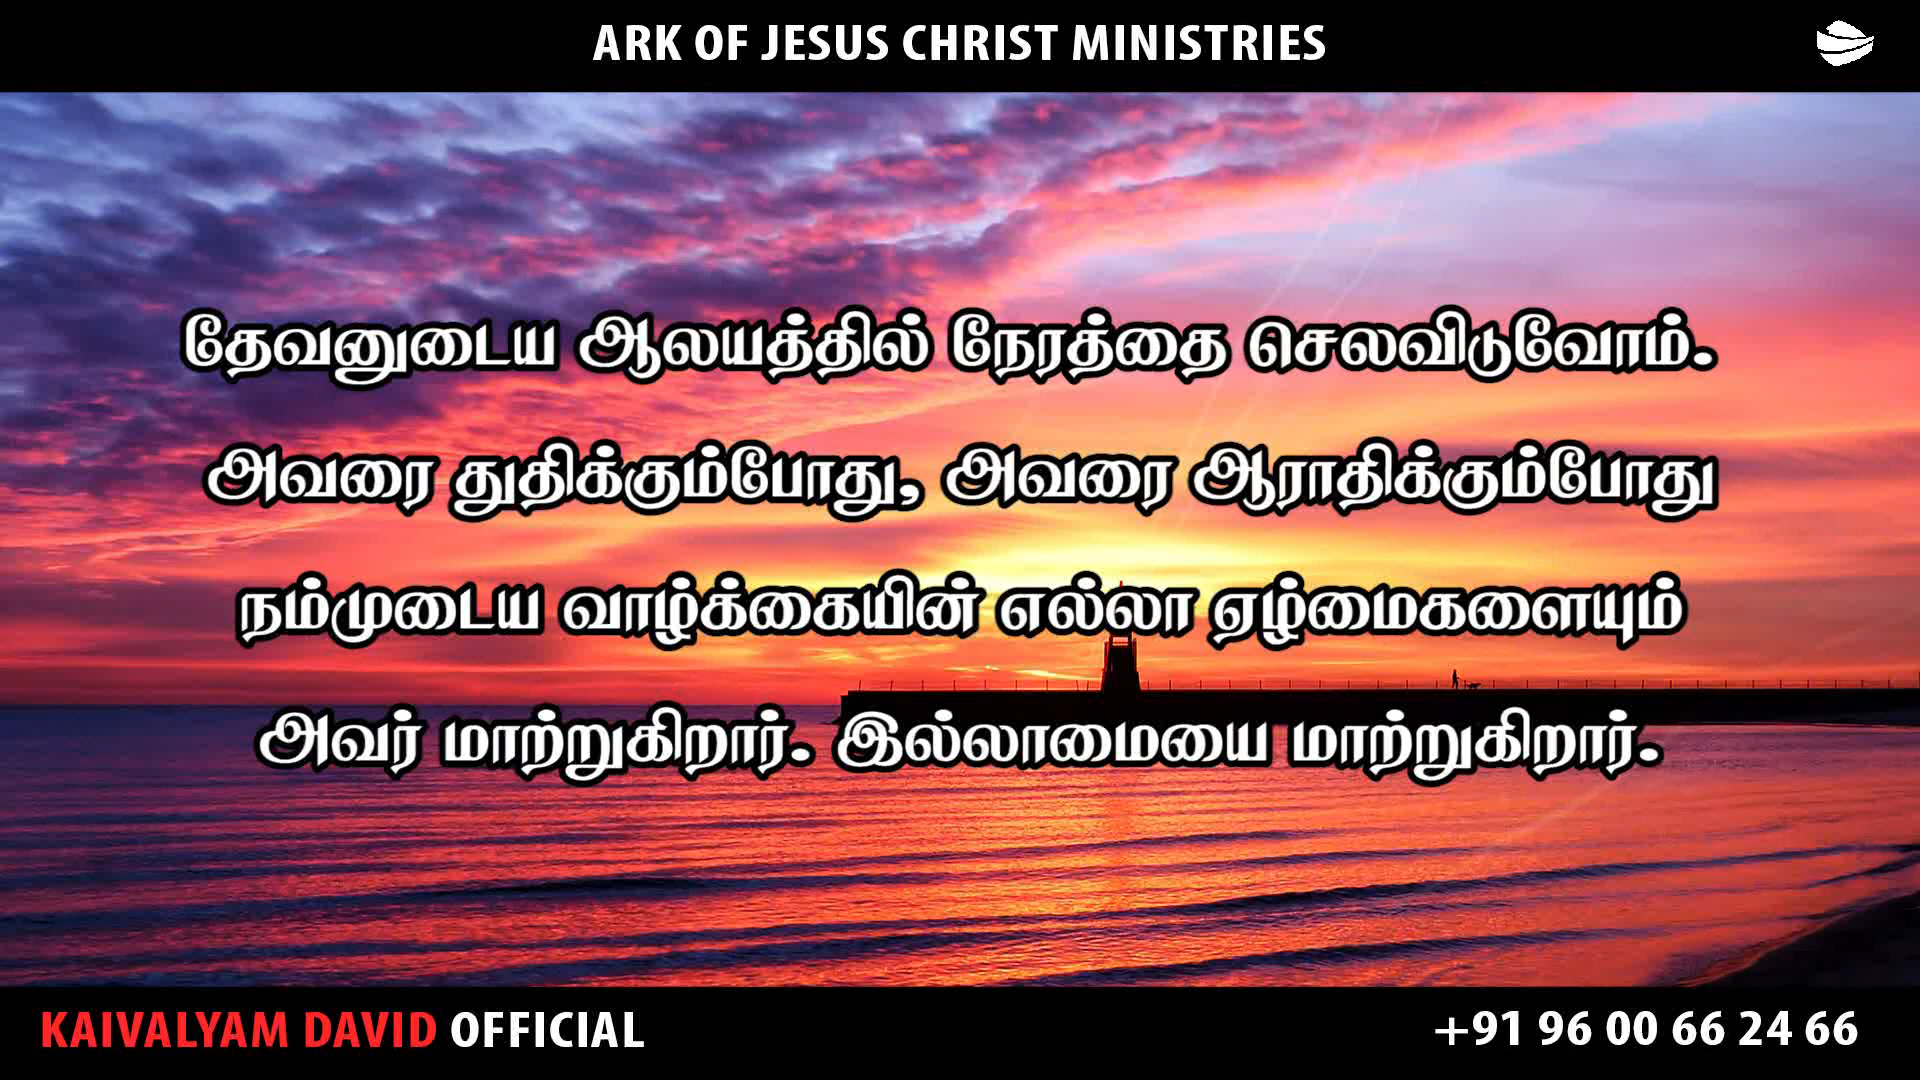 ARK OF JESUS CHRIST MINISTRIES
தேவனுடைய ஆலயத்தில் நேரத்தை செலவிடுவோம்.
அவரை துதிக்கும்போது, அவரை ஆராதிக்கும்போது
நம்முடைய வாழ்க்கையின் எல்லா ஏழ்மைகளையும்
அவர் மாற்றுகிறார். இல்லாமையை மாற்றுகிறார்.
KAIVALYAM DAVID OFFICIAL
+91 96 00 66 24 66